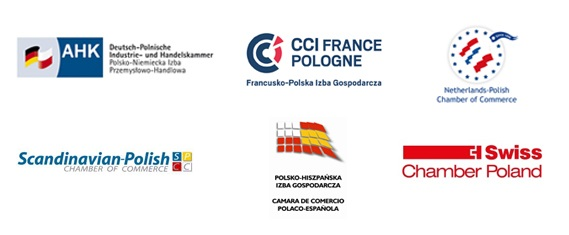 AHK
Deutsch-Polnische
Industrie- und Handelskammer
Polsko-Niemiecka Izba
Przemysłowo-Handlowa
CCI FRANCE
POLOGNE
Francusko-Polska Izba Gospodarcza
Netherlands-Polish
Chamber of Commerce
Scandinavian-Polish
CHAMBER OF COMMERCE
SP
CC
POLSKO-HISZPAŃSKA
IZBA GOSPODARCZA
CAMARA DE COMERCIO
POLACO-ESPAÑOLA
Swiss
Chamber Poland